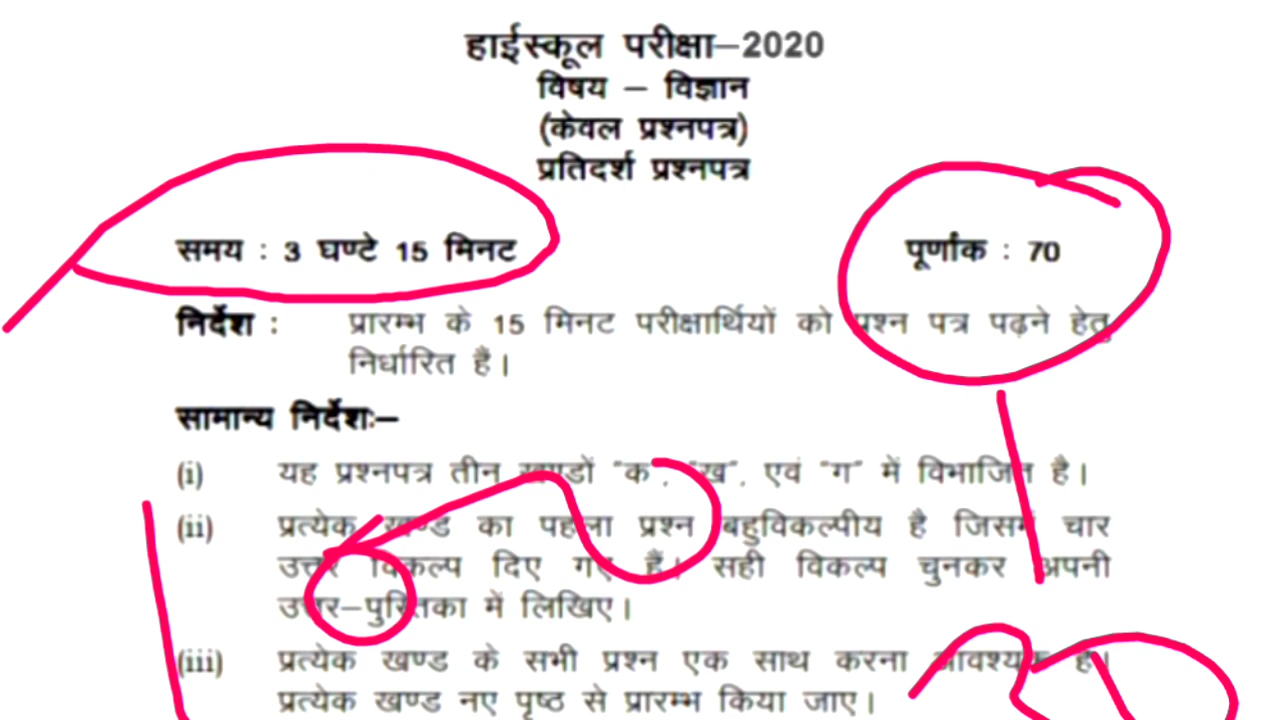 हाईस्कूल परीक्षा–2020
विषय – विज्ञान
(केवल प्रश्नपत्र)
प्रतिदर्श प्रश्नपत्र
समय : 3 घण्टे 15 मिनट पूर्णांक : 70
निर्देश : प्रारम्भ के 15 मिनट परीक्षार्थियों को प्रश्न पत्र पढ़ने हेतु
निर्धारित है।
सामान्य निर्देशः–
(i) यह प्रश्नपत्र तीन खण्डों "क", "ख", एवं "ग" में विभाजित है।
(ii) प्रत्येक खण्ड का पहला प्रश्न बहुविकल्पीय है जिसमें चार
उत्तर विकल्प दिए गए हैं। सही विकल्प चुनकर अपनी
उत्तर–पुस्तिका में लिखिए।
(iii) प्रत्येक खण्ड के सभी प्रश्न एक साथ करना आवश्यक है।
प्रत्येक खण्ड नए पृष्ठ से प्रारम्भ किया जाए।